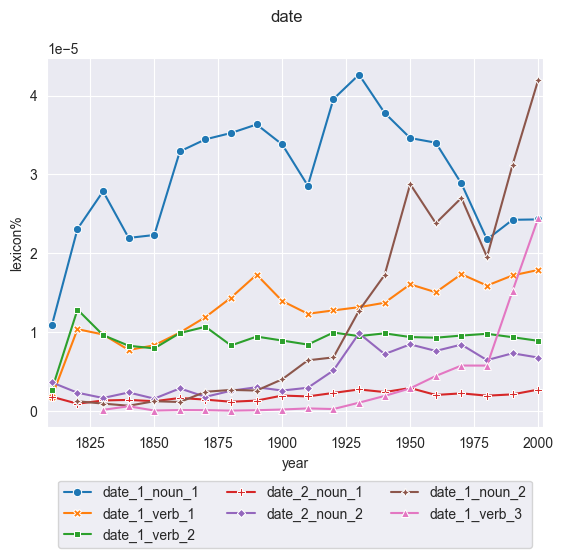 date
1e−5
4
3
2
1
0
lexicon%
1825 1850 1875 1900 1925 1950 1975 2000
year
date_1_noun_1 date_2_noun_1 date_1_noun_2
date_1_verb_1 date_2_noun_2 date_1_verb_3
date_1_verb_2